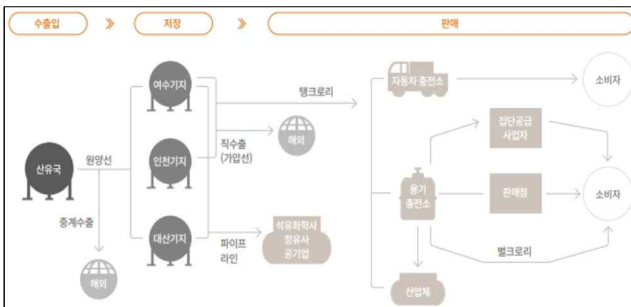 수출입
저장
판매
여수기지
자동차 충전소
소비자
탱크로리
직수출
(가압선)
해외
집단공급
사업자
산유국
원양선
인천기지
용기
충전소
판매점
소비자
중계수출
대산기지
파이프
라인
석유화학사
정유사
공기업
벌크로리
해외
산업체